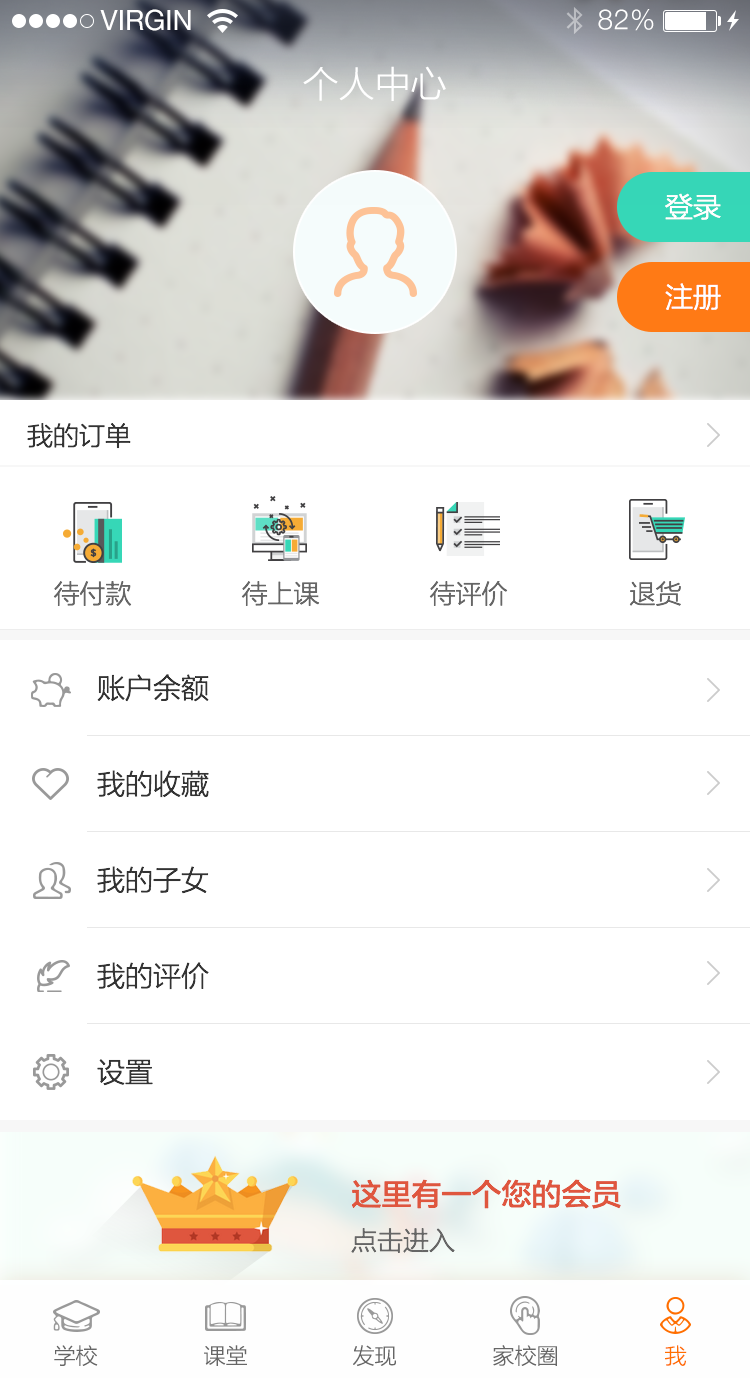 VIRGIN 82%
个人中心
登录
注册
我的订单
待付款 待上课 待评价 退货
账户余额
我的收藏
我的子女
我的评价
设置
这里有一个您的会员
点击进入
学校 课堂 发现 家校圈 我